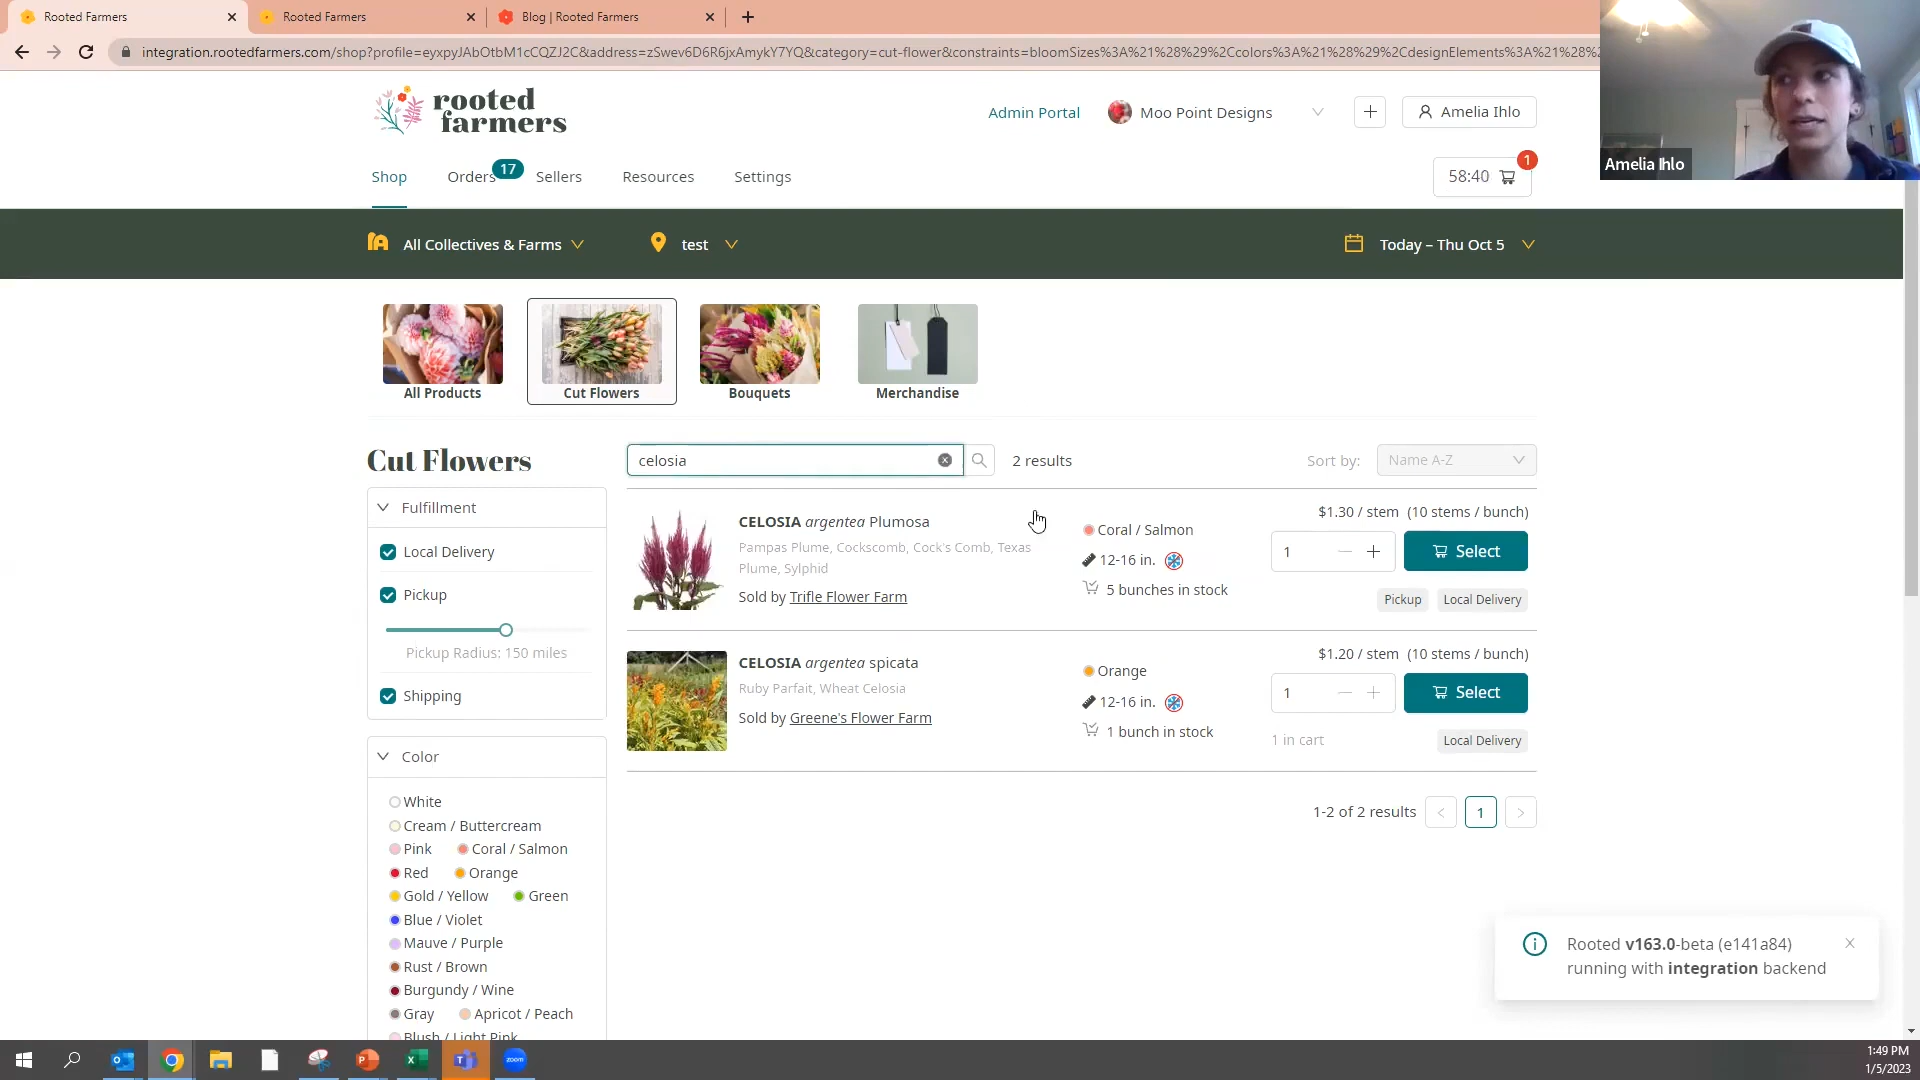 Rooted Farmers
Rooted Farmers
Blog | Rooted Farmers
integration.rootedfarmers.com/shop?profile=eyxpyJAbOtbM1cCQZJ2C&address=zSwev6D6R6jxAmykY7YQ&category=cut-flower&constraints=bloomSizes%3A%21%28%29%2Ccolors%3A%21%28%29%2CdesignElements%3A%21%28%2
rooted
farmers
Admin Portal
Moo Point Designs
Amelia Ihlo
Amelia Ihlo
Shop
Orders 17
Sellers
Resources
Settings
58:40
1
All Collectives & Farms
test
Today – Thu Oct 5
All Products
Cut Flowers
Bouquets
Merchandise
Cut Flowers
celosia
2 results
Sort by:
Name A-Z
Fulfillment
Local Delivery
Pickup
Pickup Radius: 150 miles
Shipping
Color
White
Cream / Buttercream
Pink
Coral / Salmon
Red
Orange
Gold / Yellow
Green
Blue / Violet
Mauve / Purple
Rust / Brown
Burgundy / Wine
Gray
Apricot / Peach
Blush / Light Pink
CELOSIA argentea Plumosa
Pampas Plume, Cockscomb, Cock's Comb, Texas
Plume, Sylphid
Sold by Trifle Flower Farm
Coral / Salmon
12-16 in.
5 bunches in stock
$1.30 / stem (10 stems / bunch)
1
Select
Pickup
Local Delivery
CELOSIA argentea spicata
Ruby Parfait, Wheat Celosia
Sold by Greene's Flower Farm
Orange
12-16 in.
1 bunch in stock
$1.20 / stem (10 stems / bunch)
1
Select
1 in cart
Local Delivery
1-2 of 2 results
1
Rooted v163.0-beta (e141a84)
running with integration backend
zoom
1:49 PM
1/5/2023